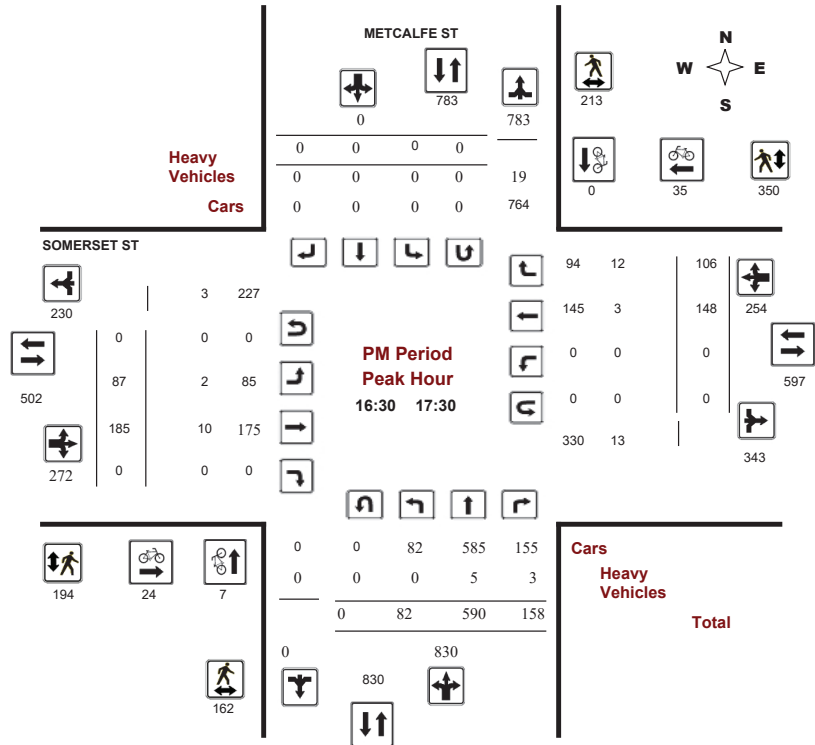 METCALFE ST
N
W E
S
783
213
0 783
0 0 0 0
Heavy
Vehicles
0 0 0 0 19
Cars 0 0 0 0 764
0 35 350
SOMERSET ST
94 12 106
230 3 227
254
145 3 148
0 0 0
PM Period
0 0 0
502
87 2 85
Peak Hour
597
16:30 17:30
0 0 0
185 10 175
330 13
343
272 0 0 0
0 0 82 585 155 Cars
0 0 0 5 3 Heavy
Vehicles
194 24 7
0 82 590 158 Total
0 830
830
162